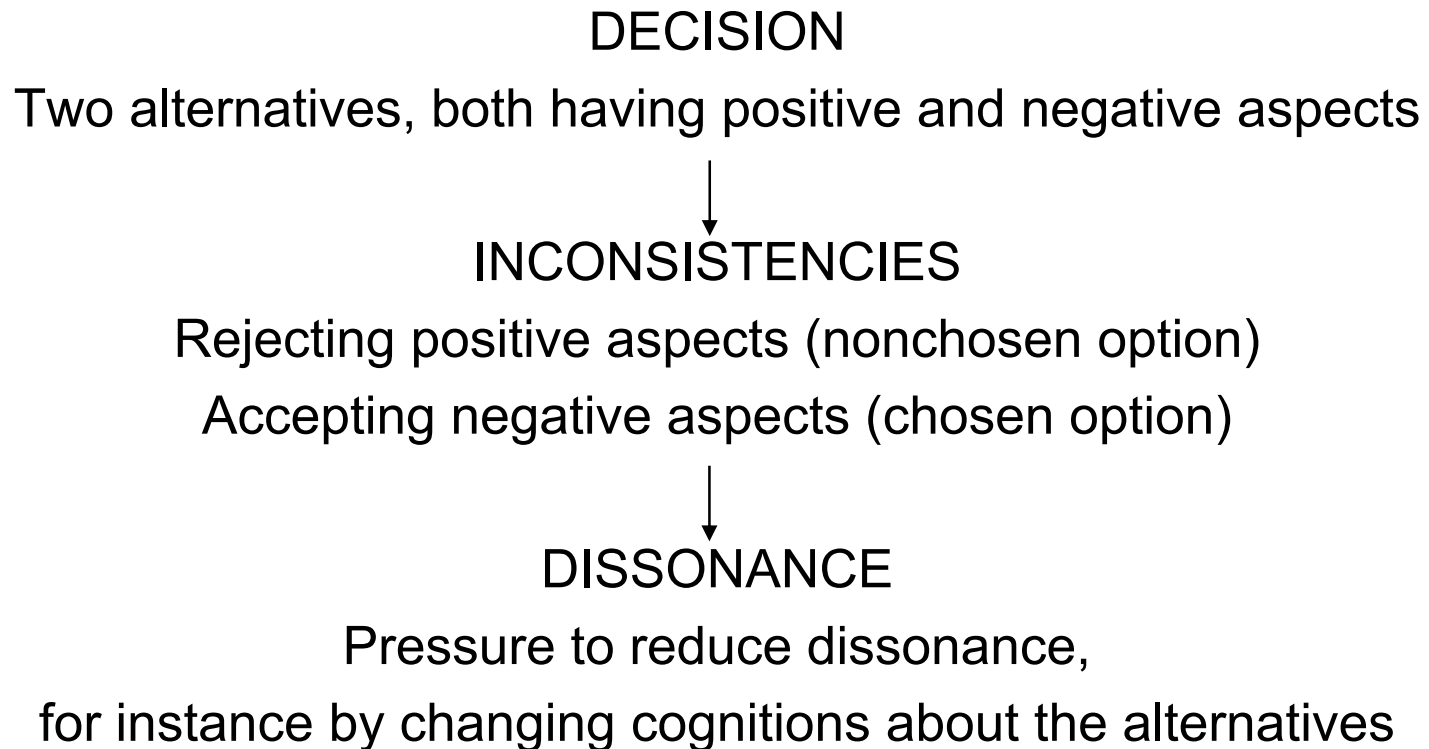 DECISION
Two alternatives, both having positive and negative aspects
INCONSISTENCIES
Rejecting positive aspects (nonchosen option)
Accepting negative aspects (chosen option)
DISSONANCE
Pressure to reduce dissonance,
for instance by changing cognitions about the alternatives